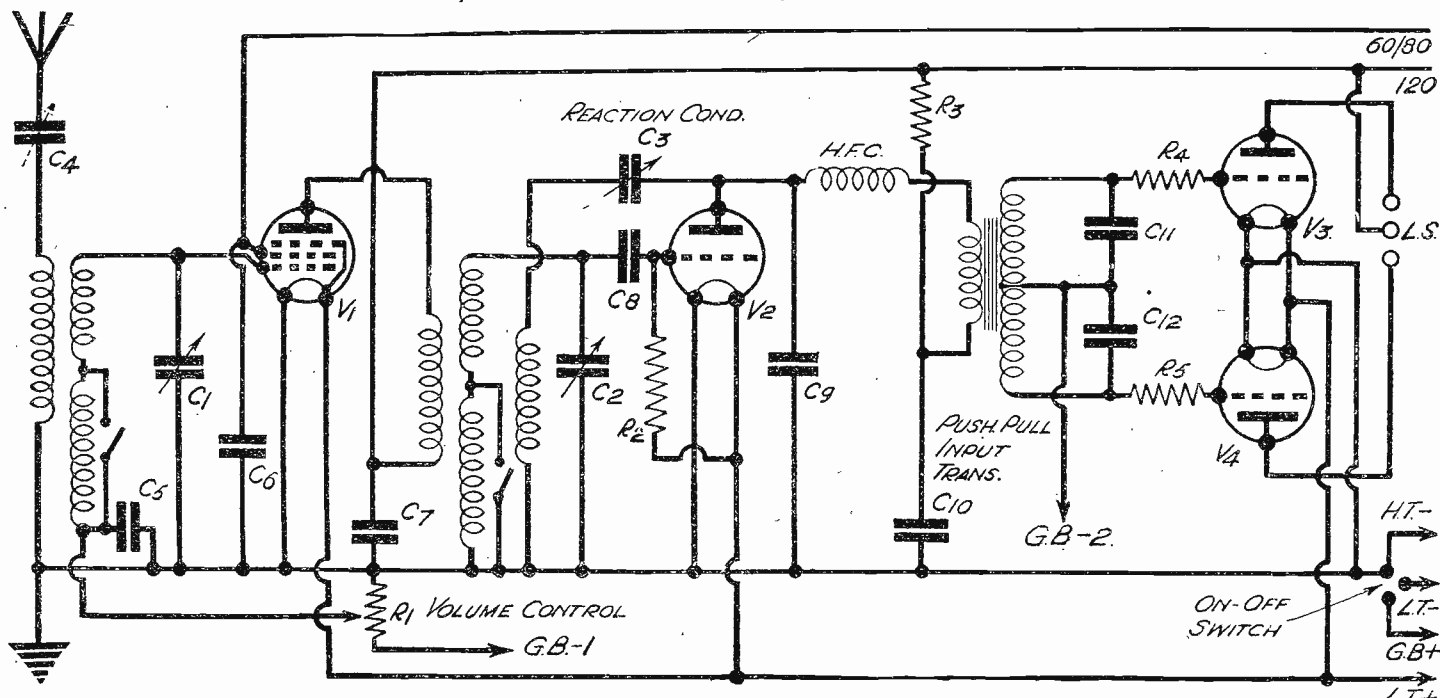 60/80
120
C4
REACTION COND.
C3
H.F.C.
R3
R4
C11
V3.
L.S.
V1
C8
V2
C1
C2
R2
C9
C12
R5
V4
PUSH. PULL
INPUT
TRANS.
C5
C6
C7
C10
G.B-2.
H.T.-
R1 VOLUME CONTROL
G.B.-1
ON-OFF
SWITCH
L.T.-
G.B+
L.T+